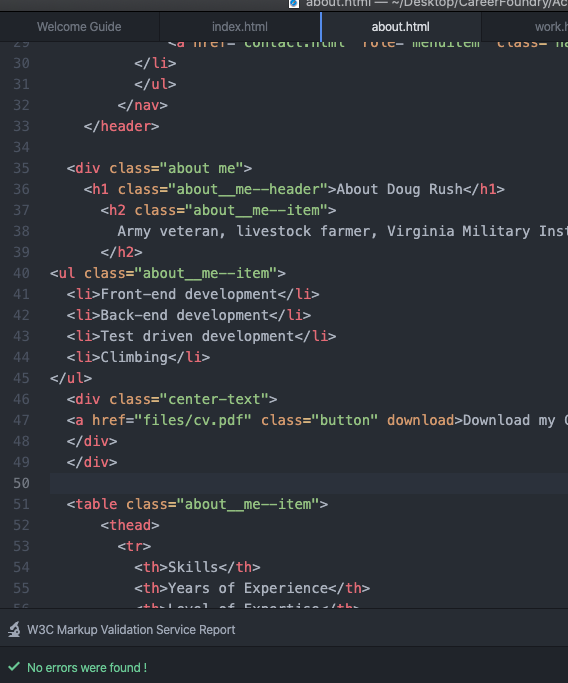 about.html — ~/Desktop/CareerFoundry/Ac
Welcome Guide index.html about.html work.h
29 <a href="contact.html" role="menuitem" class="na
30 </li>
31 </ul>
32 </nav>
33 </header>
34
35 <div class="about me">
36 <h1 class="about__me--header">About Doug Rush</h1>
37 <h2 class="about__me--item">
38 Army veteran, livestock farmer, Virginia Military Inst
39 </h2>
40 <ul class="about__me--item">
41 <li>Front-end development</li>
42 <li>Back-end development</li>
43 <li>Test driven development</li>
44 <li>Climbing</li>
45 </ul>
46 <div class="center-text">
47 <a href="files/cv.pdf" class="button" download>Download my C
48 </div>
49 </div>
50
51 <table class="about__me--item">
52 <thead>
53 <tr>
54 <th>Skills</th>
55 <th>Years of Experience</th>
56 <th>Level of Expertise</th>
W3C Markup Validation Service Report
No errors were found !